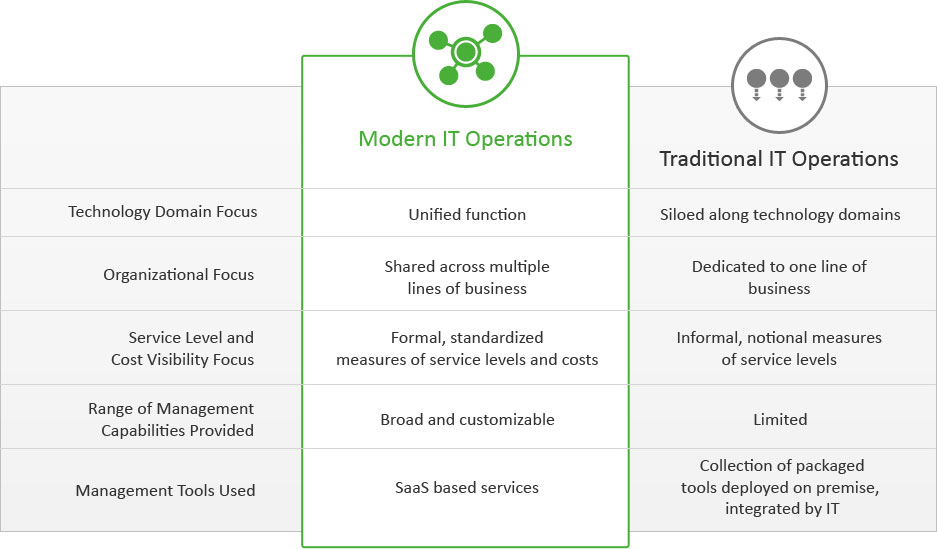 Modern IT Operations
Traditional IT Operations
Technology Domain Focus
Unified function
Siloed along technology domains
Organizational Focus
Shared across multiple
lines of business
Dedicated to one line of
business
Service Level and
Cost Visibility Focus
Formal, standardized
measures of service levels and costs
Informal, notional measures
of service levels
Range of Management
Capabilities Provided
Broad and customizable
Limited
Management Tools Used
SaaS based services
Collection of packaged
tools deployed on premise,
integrated by IT